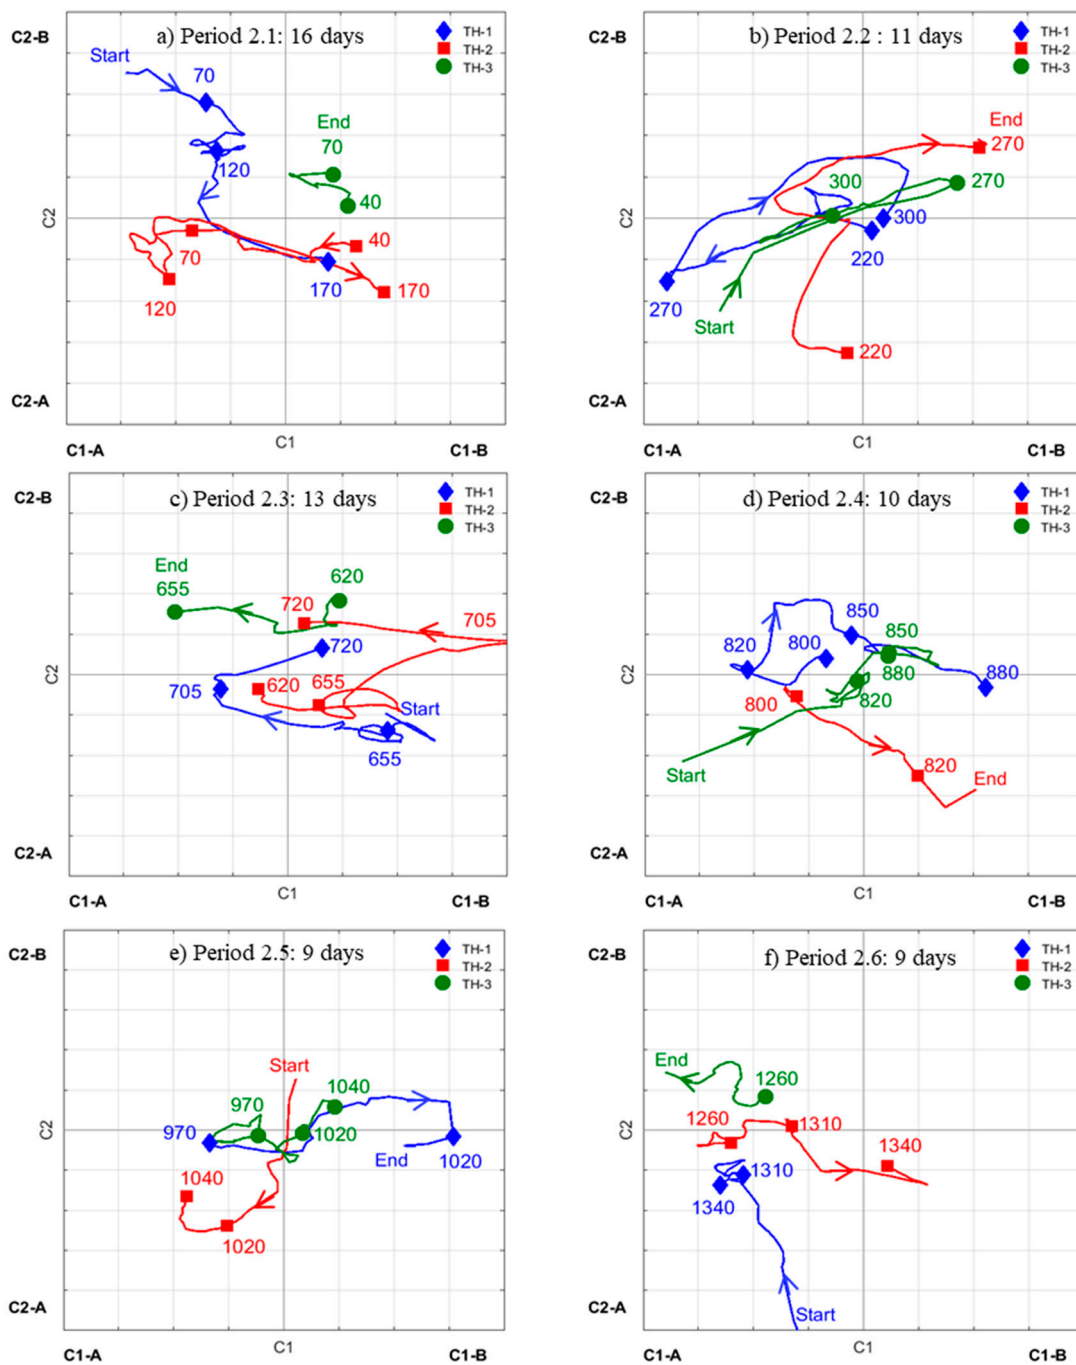 C2-B
a) Period 2.1: 16 days
TH-1
TH-2
TH-3
Start
70
120
End
70
40
40
70
120
170
170
C2
C2-A
C1-A
C1
C1-B
C2-B
b) Period 2.2 : 11 days
TH-1
TH-2
TH-3
End
270
300
270
300
220
270
Start
220
C2
C2-A
C1-A
C1
C1-B
C2-B
c) Period 2.3: 13 days
TH-1
TH-2
TH-3
End
655
620
720
705
720
705
620
655
Start
655
C2
C2-A
C1-A
C1
C1-B
C2-B
d) Period 2.4: 10 days
TH-1
TH-2
TH-3
850
820
800
850
880
880
800
820
Start
820
End
C2
C2-A
C1-A
C1
C1-B
C2-B
e) Period 2.5: 9 days
TH-1
TH-2
TH-3
Start
1040
970
970
1020
1020
End
1040
1020
C2
C2-A
C1-A
C1
C1-B
C2-B
f) Period 2.6: 9 days
TH-1
TH-2
TH-3
End
1260
1260
1310
1340
1310
1340
Start
C2
C2-A
C1-A
C1
C1-B